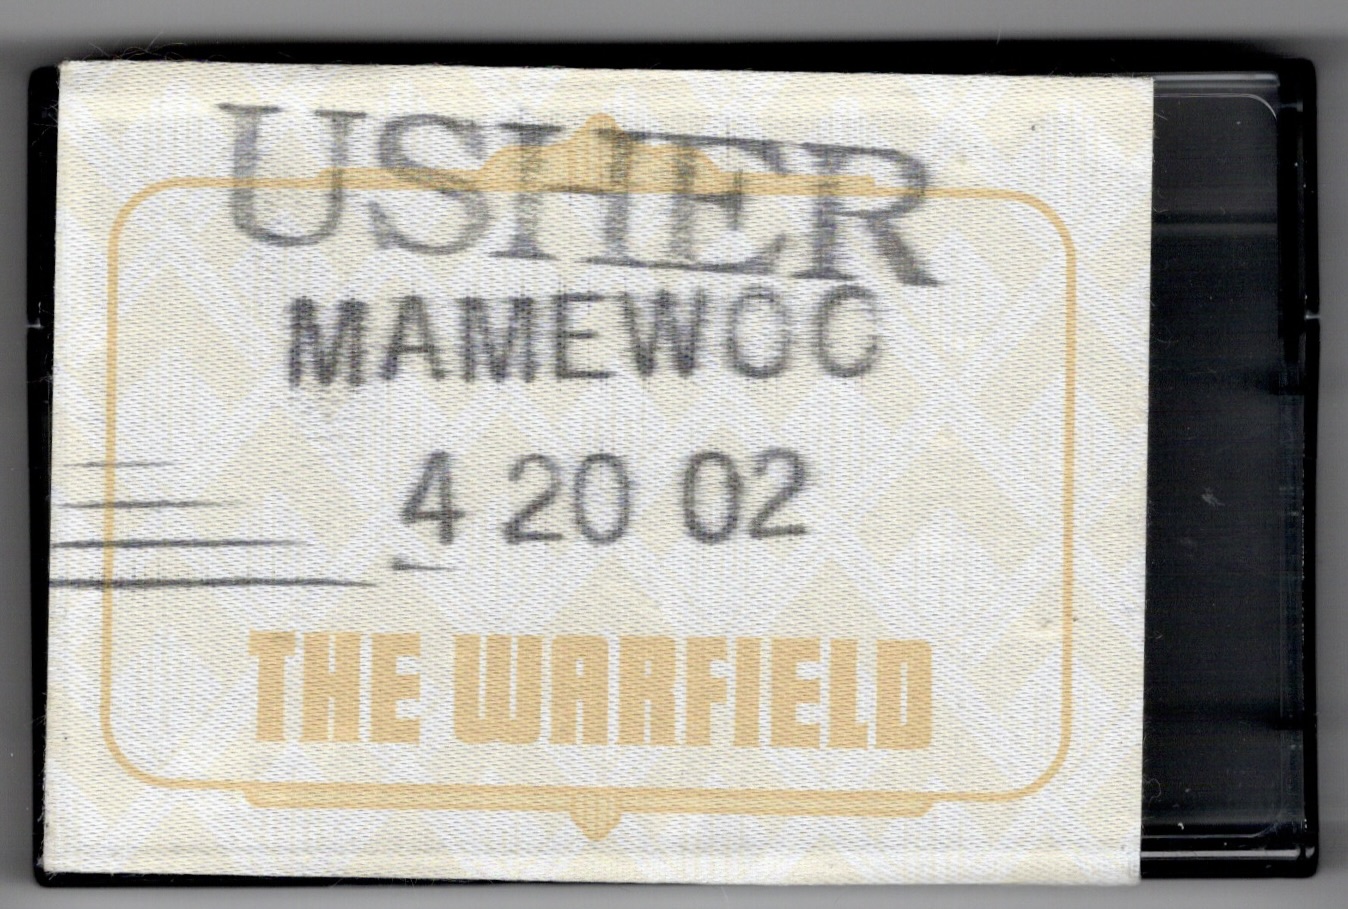 USHER
MAMEWOC
4 20 02
THE WARFIELD